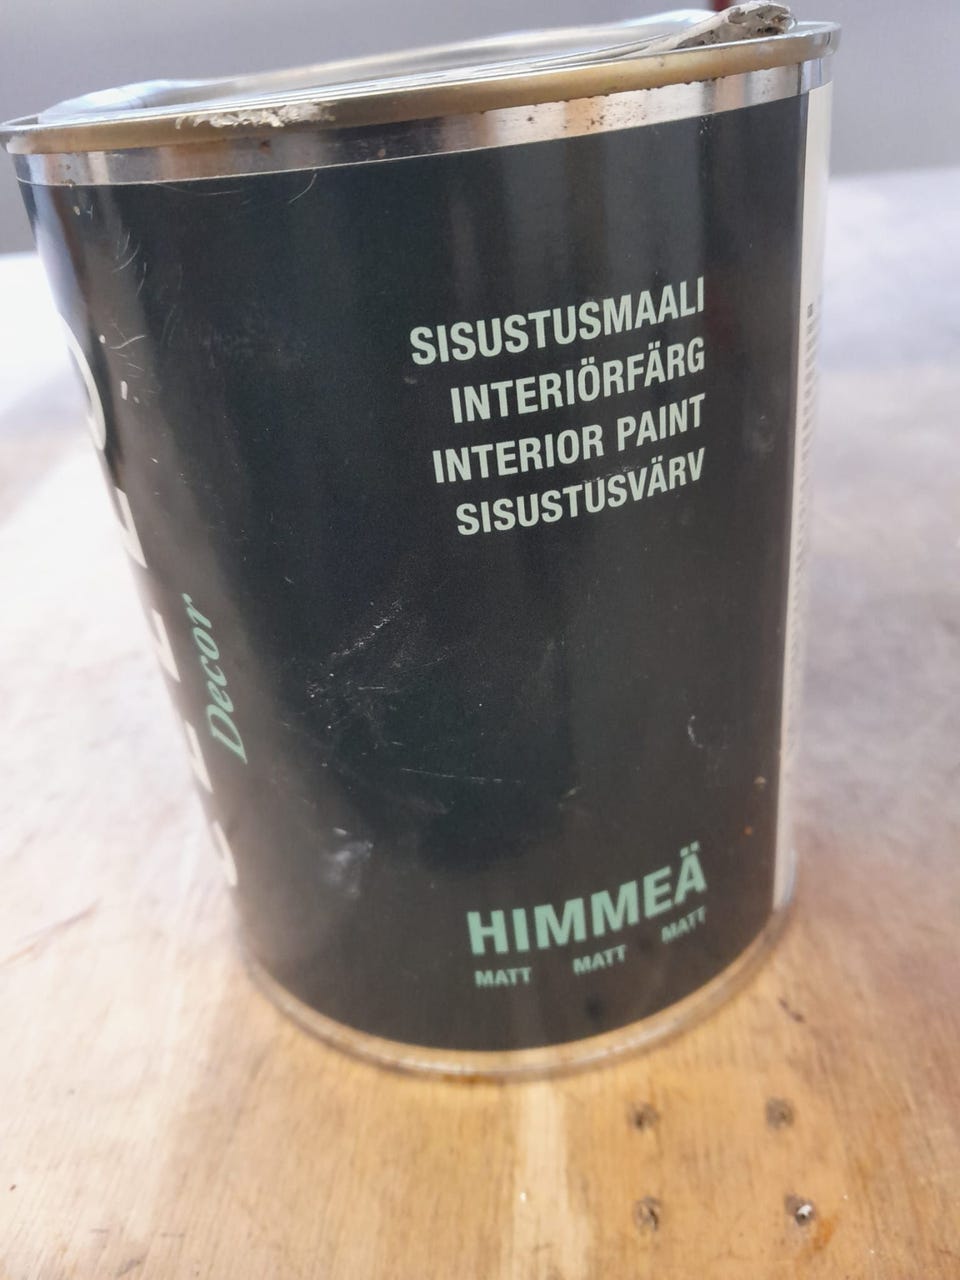 SISUSTUSMAALI
INTERIÖRFÄRG
INTERIOR PAINT
SISUSTUSVÄRV
Decor
HIMMEÄ
MATT MATT MATT